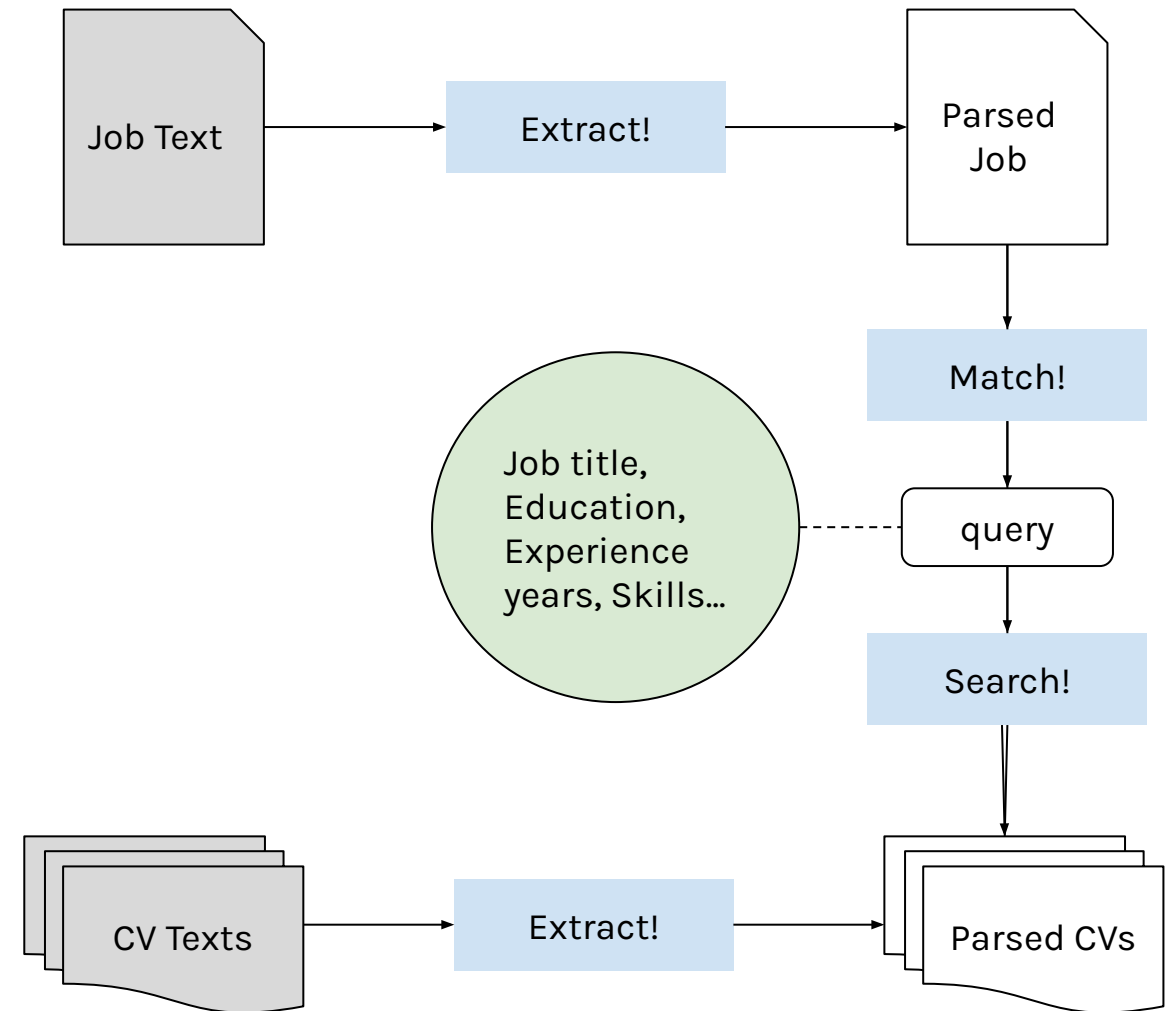 Job Text
Extract!
Parsed
Job
Match!
Job title,
Education,
Experience
years, Skills...
query
Search!
CV Texts
Extract!
Parsed CVs